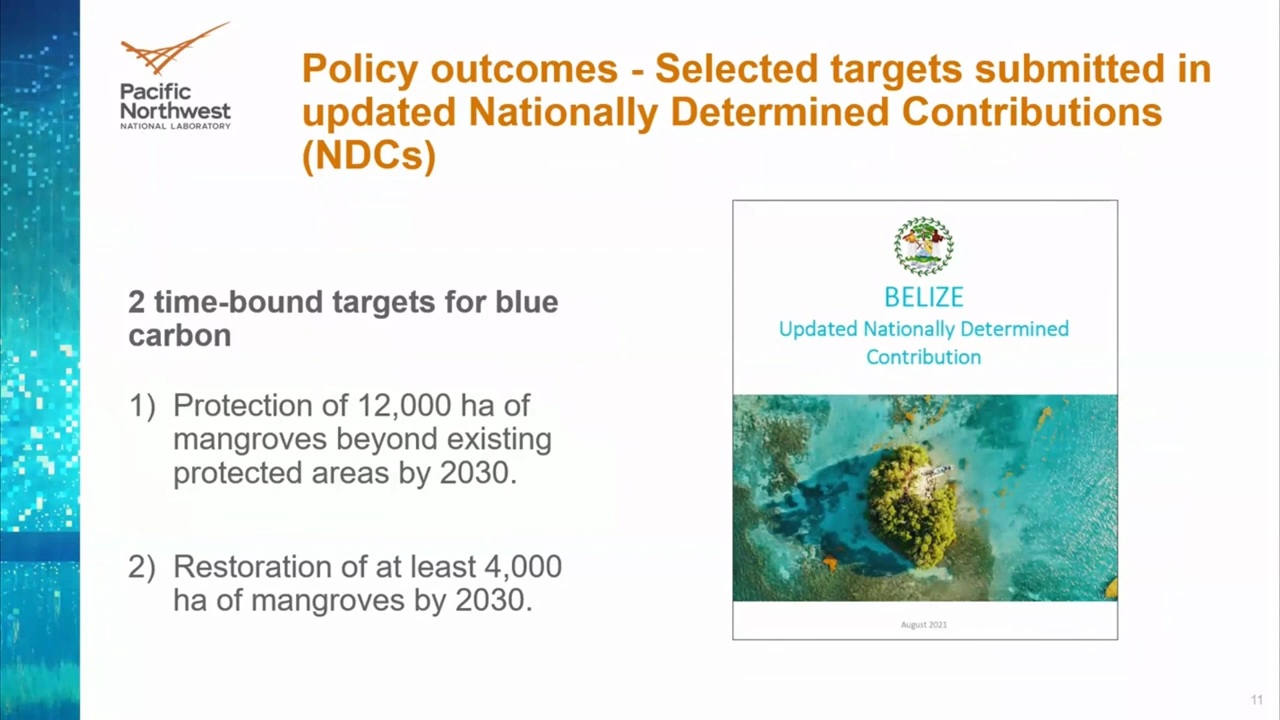 Pacific
Northwest
NATIONAL LABORATORY
Policy outcomes - Selected targets submitted in
updated Nationally Determined Contributions
(NDCs)
2 time-bound targets for blue
carbon
1) Protection of 12,000 ha of
mangroves beyond existing
protected areas by 2030.
2) Restoration of at least 4,000
ha of mangroves by 2030.
BELIZE
Updated Nationally Determined
Contribution
August 2021
11